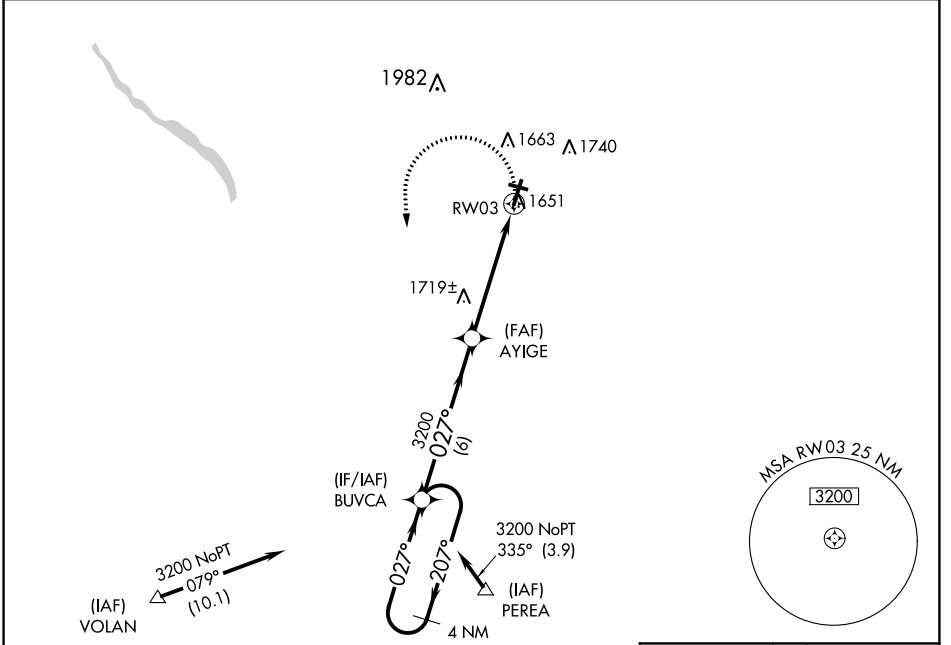 1982
1663
1740
RW03
1651
1719±
(FAF)
AYIGE
3200
027°
(6)
(IF/IAF)
BUVCA
MSA RW03 25 NM
3200
3200 NoPT
335° (3.9)
3200 NoPT
079°
(10.1)
027°
207°
(IAF)
VOLAN
(IAF)
PEREA
4 NM